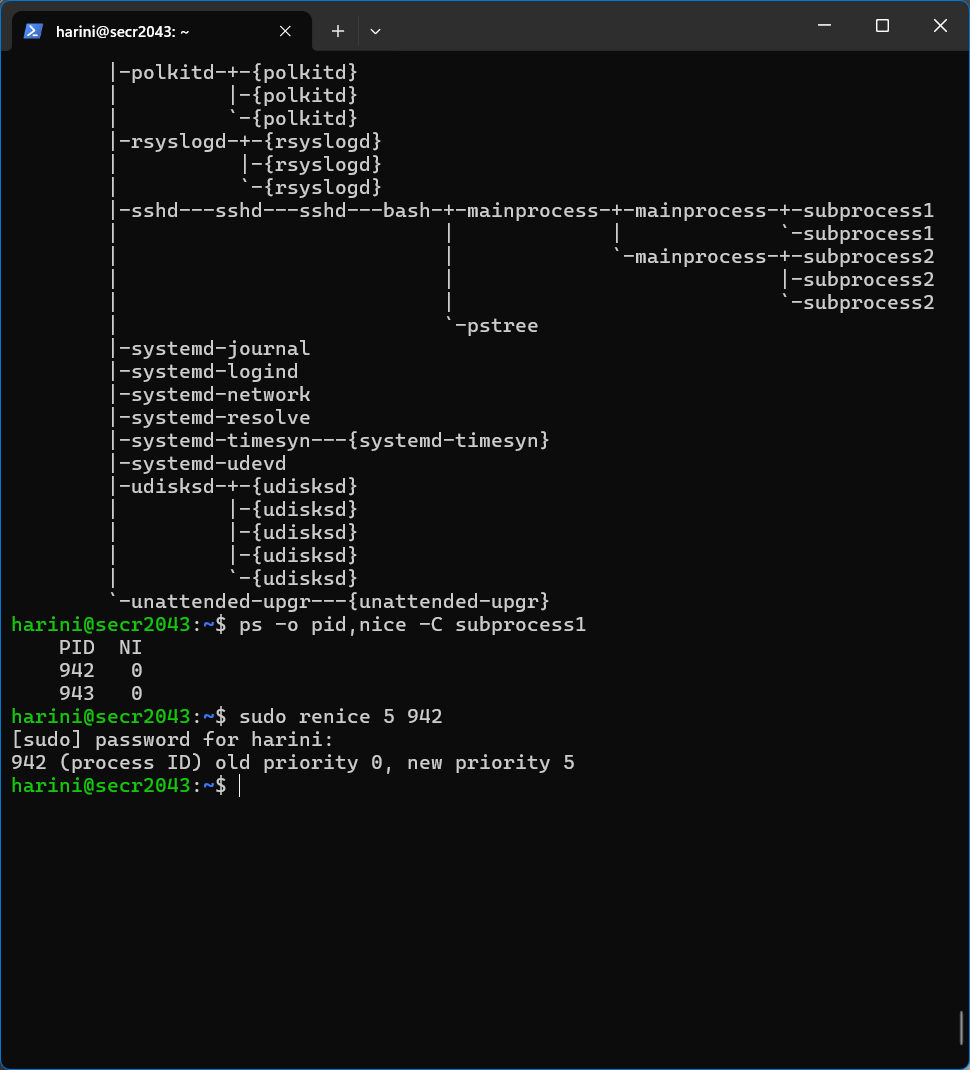 harini@secr2043: ~
        |-polkitd-+-{polkitd}
        |         |-{polkitd}
        |         `-{polkitd}
        |-rsyslogd-+-{rsyslogd}
        |          |-{rsyslogd}
        |          `-{rsyslogd}
        |-sshd---sshd---sshd---bash-+-mainprocess-+-mainprocess-+-subprocess1
        |                           |             |             `-subprocess1
        |                           |             `-mainprocess-+-subprocess2
        |                           |                           |-subprocess2
        |                           |                           `-subprocess2
        |                           `-pstree
        |-systemd-journal
        |-systemd-logind
        |-systemd-network
        |-systemd-resolve
        |-systemd-timesyn---{systemd-timesyn}
        |-systemd-udevd
        |-udisksd-+-{udisksd}
        |         |-{udisksd}
        |         |-{udisksd}
        |         |-{udisksd}
        |         `-{udisksd}
        `-unattended-upgr---{unattended-upgr}
harini@secr2043:~$ ps -o pid,nice -C subprocess1
    PID  NI
    942   0
    943   0
harini@secr2043:~$ sudo renice 5 942
[sudo] password for harini:
942 (process ID) old priority 0, new priority 5
harini@secr2043:~$